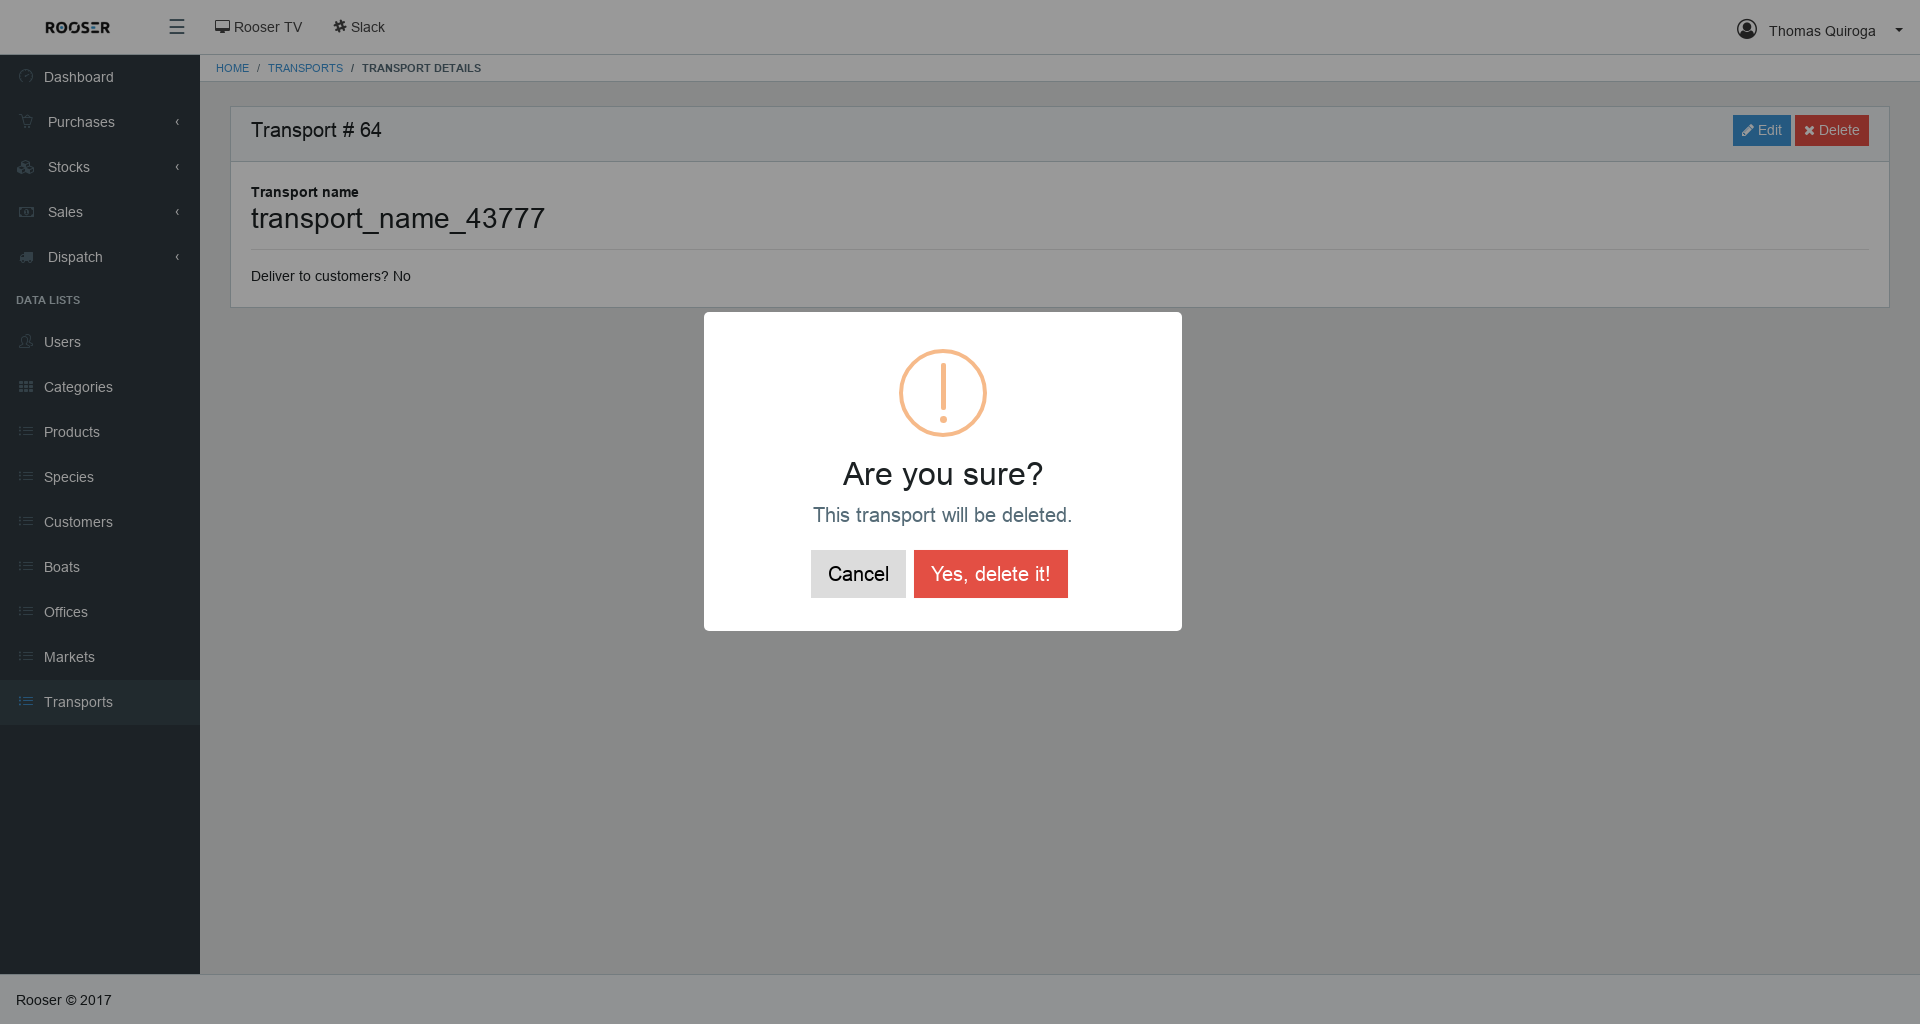 ROOSER
Rooser TV
Slack
Thomas Quiroga
HOME / TRANSPORTS / TRANSPORT DETAILS
Dashboard
Purchases
Stocks
Sales
Dispatch
DATA LISTS
Users
Categories
Products
Species
Customers
Boats
Offices
Markets
Transports
Transport # 64
Edit
Delete
Transport name
transport_name_43777
Deliver to customers? No
Are you sure?
This transport will be deleted.
Cancel
Yes, delete it!
Rooser © 2017